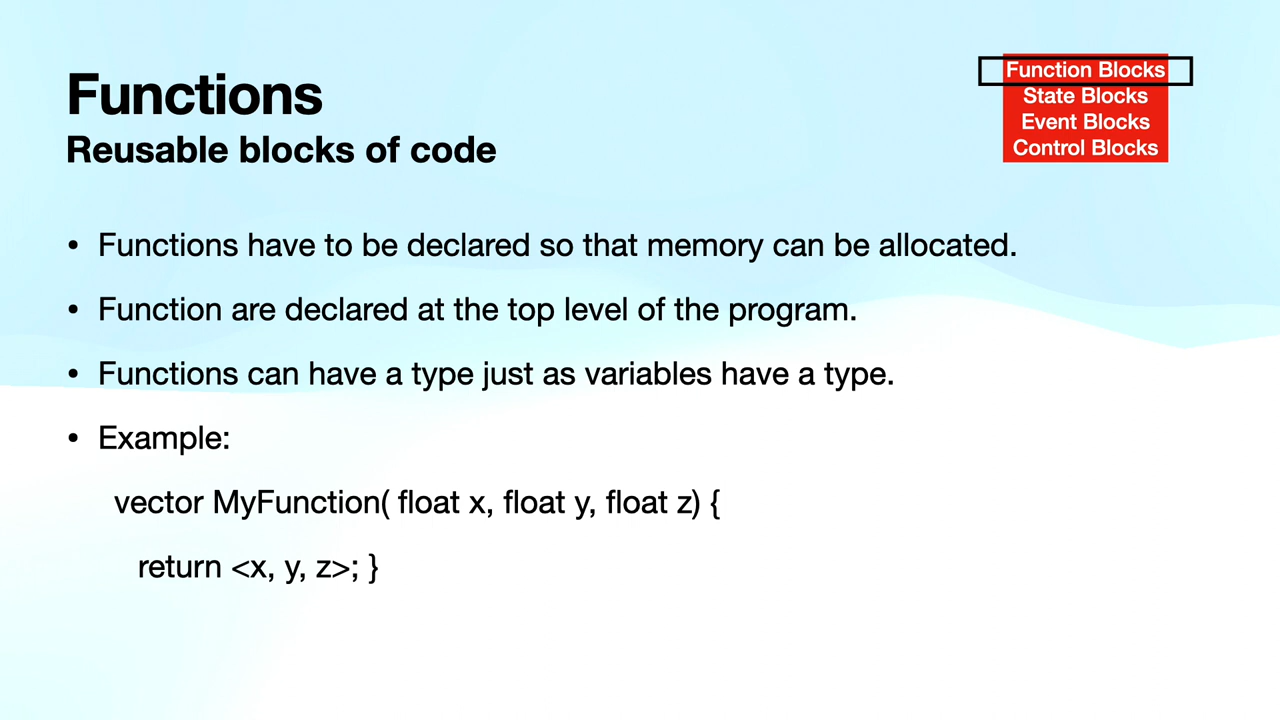 Functions
Reusable blocks of code
Function Blocks
State Blocks
Event Blocks
Control Blocks
• Functions have to be declared so that memory can be allocated.
• Function are declared at the top level of the program.
• Functions can have a type just as variables have a type.
• Example:
vector MyFunction( float x, float y, float z) {
return <x, y, z>; }